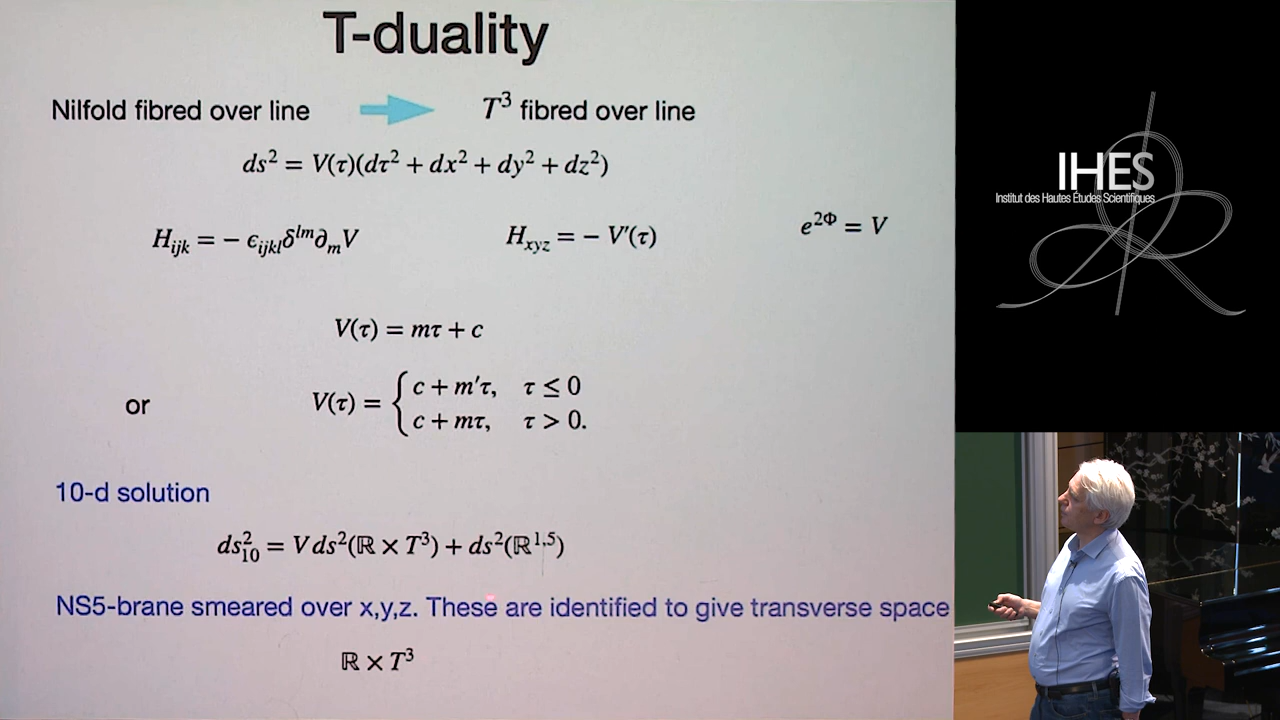 T-duality
Nilfold fibred over line T³ fibred over line
ds² = V(τ)(dτ² + dx² + dy² + dz²)
H_{ijk} = − ϵ_{ijkl}δ^{lm}∂_mV H_{xyz} = − V′(τ) e^{2Φ} = V
V(τ) = mτ + c
or V(τ) = { c + m′τ, τ ≤ 0
c + mτ, τ > 0.
10-d solution
ds²₁₀ = V ds²(ℝ × T³) + ds²(ℝ^{1,5})
NS5-brane smeared over x,y,z. These are identified to give transverse space
ℝ × T³
IHES
Institut des Hautes Études Scientifiques